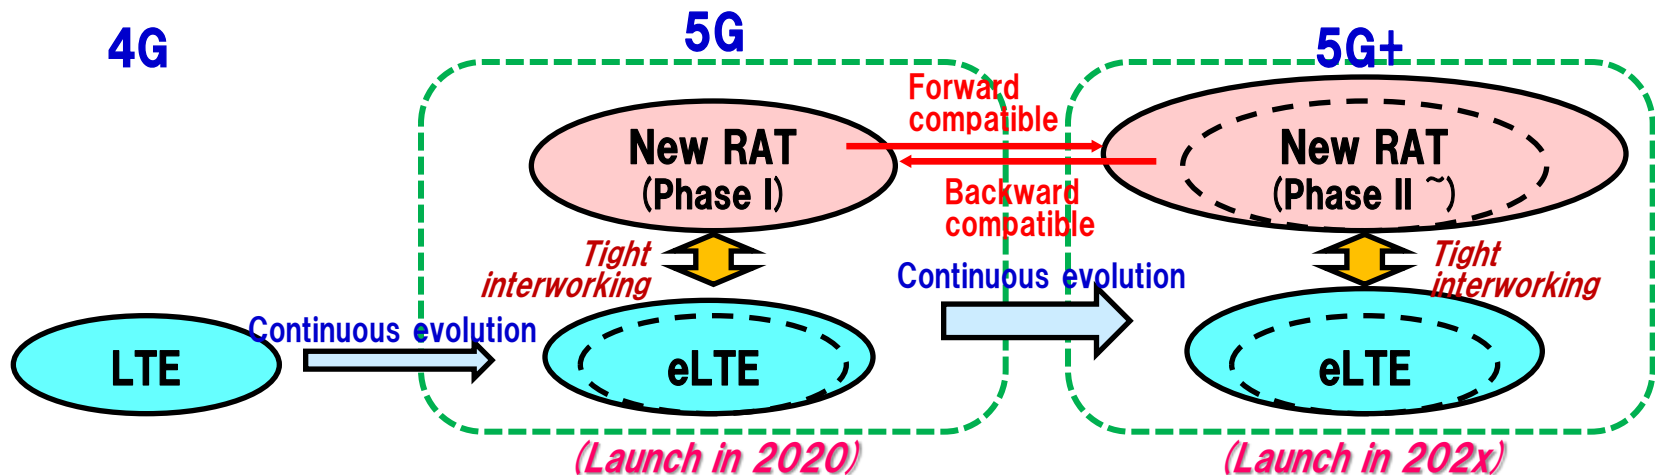 4G
5G
5G+
Forward
compatible
New RAT
(Phase I)
New RAT
(Phase II ~)
Backward
compatible
Tight
interworking
Continuous evolution
Tight
interworking
Continuous evolution
LTE
eLTE
eLTE
(Launch in 2020)
(Launch in 202x)